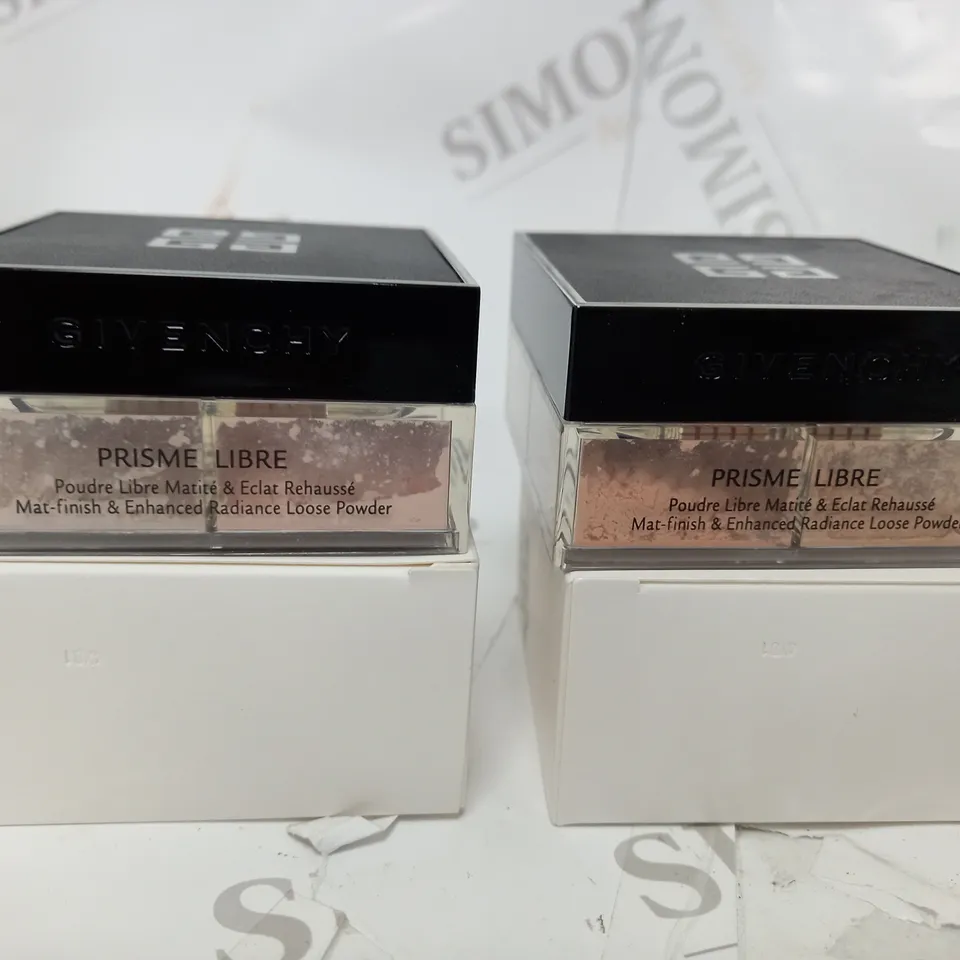 SIMON
SIMON
GIVENCHY
PRISME LIBRE
Poudre Libre Matité & Eclat Rehaussé
Mat-finish & Enhanced Radiance Loose Powder
GIVENCHY
PRISME LIBRE
Poudre Libre Matité & Eclat Rehaussé
Mat-finish & Enhanced Radiance Loose Powder
S
S